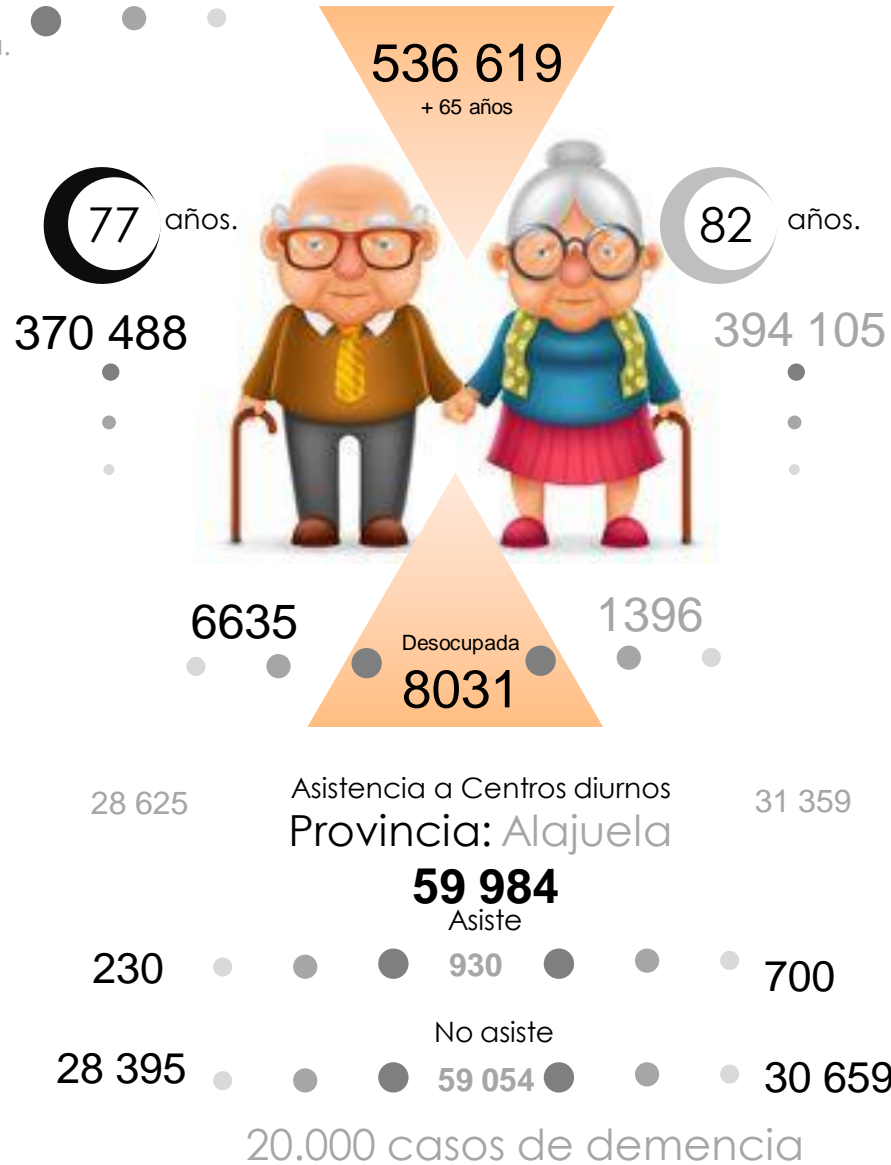 536 619
+ 65 años
77 años.
82 años.
370 488
394 105
6635
1396
Desocupada
8031
28 625
Asistencia a Centros diurnos
31 359
Provincia: Alajuela
59 984
Asiste
230
930
700
No asiste
28 395
59 054
30 659
20.000 casos de demencia